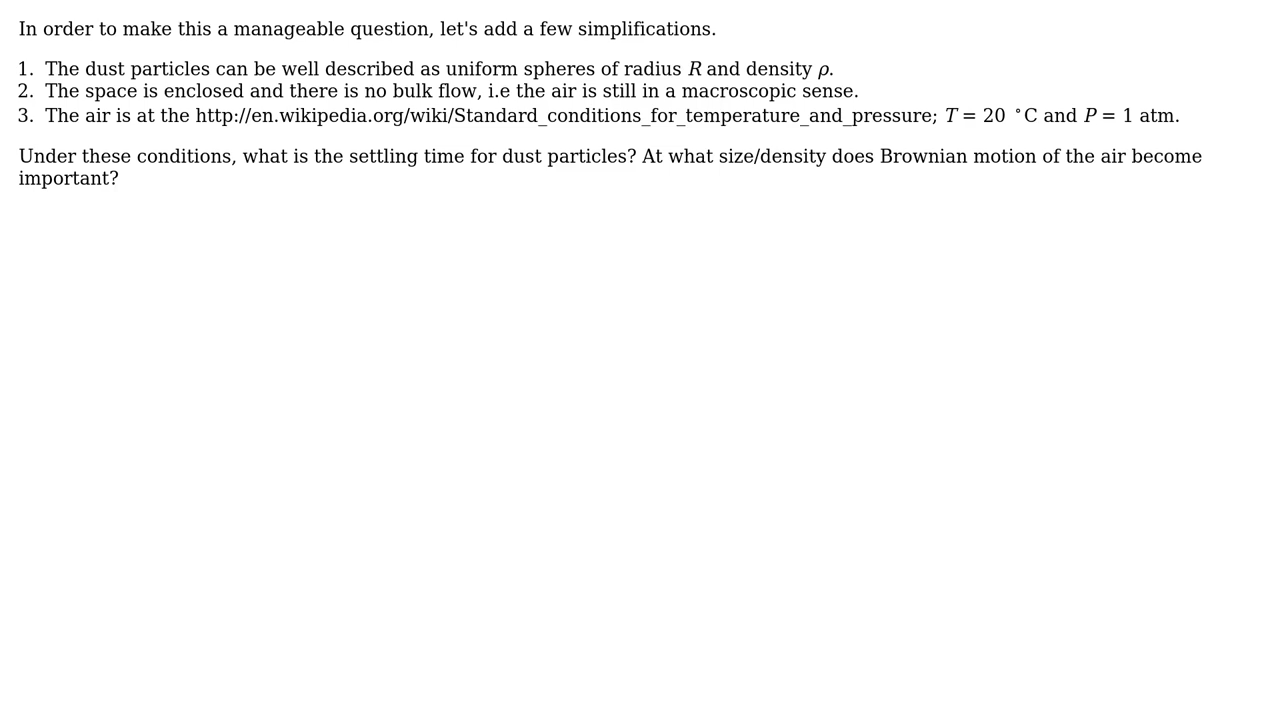 In order to make this a manageable question, let's add a few simplifications.
1. The dust particles can be well described as uniform spheres of radius R and density ρ.
2. The space is enclosed and there is no bulk flow, i.e the air is still in a macroscopic sense.
3. The air is at the http://en.wikipedia.org/wiki/Standard_conditions_for_temperature_and_pressure; T = 20 °C and P = 1 atm.
Under these conditions, what is the settling time for dust particles? At what size/density does Brownian motion of the air become
important?